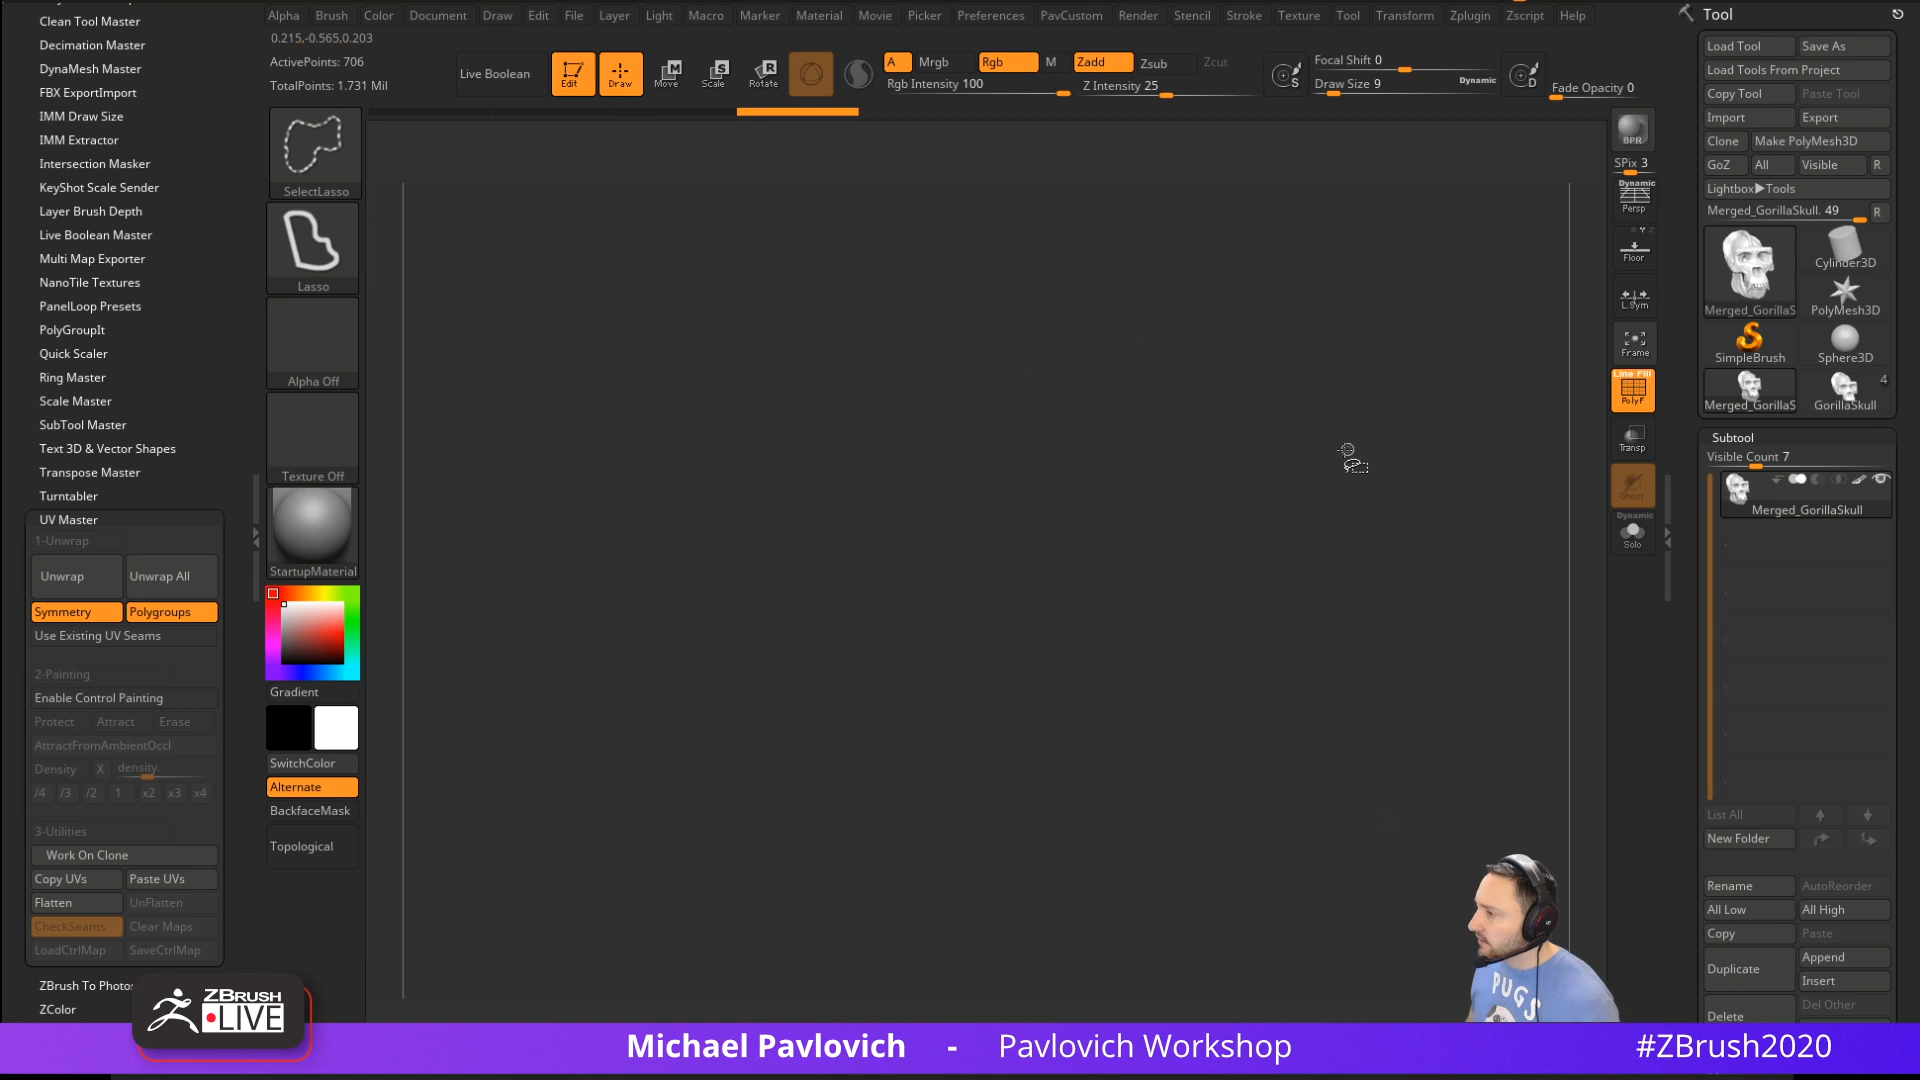 Clean Tool Master
Decimation Master
DynaMesh Master
FBX ExportImport
IMM Draw Size
IMM Extractor
Intersection Masker
KeyShot Scale Sender
Layer Brush Depth
Live Boolean Master
Multi Map Exporter
NanoTile Textures
PanelLoop Presets
PolyGroupIt
Quick Scaler
Ring Master
Scale Master
SubTool Master
Text 3D & Vector Shapes
Transpose Master
Turntabler
UV Master
1-Unwrap
Unwrap Unwrap All
Symmetry Polygroups
Use Existing UV Seams
2-Painting
Enable Control Painting
Protect Attract Erase
AttractFromAmbientOccl
Density X density.
/4 /3 /2 1 x2 x3 x4
3-Utilities
Work On Clone
Copy UVs Paste UVs
Flatten UnFlatten
CheckSeams Clear Maps
LoadCtrlMap SaveCtrlMap
ZBrush To Photos
ZColor
Alpha Brush Color Document Draw Edit File Layer Light Macro Marker Material Movie Picker Preferences PavCustom Render Stencil Stroke Texture Tool Transform Zplugin Zscript Help
0.215,-0.565,0.203
ActivePoints: 706
TotalPoints: 1.731 Mil
Live Boolean
Edit Draw Move Scale Rotate
A Mrgb Rgb M Zadd Zsub Zcut
Rgb Intensity 100 Z Intensity 25
S
Focal Shift 0
Draw Size 9 Dynamic
D
Fade Opacity 0
SelectLasso
Lasso
Alpha Off
Texture Off
StartupMaterial
Gradient
SwitchColor
Alternate
BackfaceMask
Topological
BPR
SPix 3
Dynamic
Persp
Floor
L.Sym
Frame
Line Fill
PolyF
Transp
Ghost
Dynamic
Solo
Tool
Load Tool Save As
Load Tools From Project
Copy Tool Paste Tool
Import Export
Clone Make PolyMesh3D
GoZ All Visible R
Lightbox▶Tools
Merged_GorillaSkull. 49 R
Merged_GorillaS Cylinder3D
PolyMesh3D
SimpleBrush Sphere3D
4
Merged_GorillaS GorillaSkull
Subtool
Visible Count 7
Merged_GorillaSkull
List All
New Folder
Rename AutoReorder
All Low All High
Copy Paste
Duplicate Append
Insert
Delete Del Other
PUGS
ZBRUSH
LIVE
Michael Pavlovich - Pavlovich Workshop #ZBrush2020